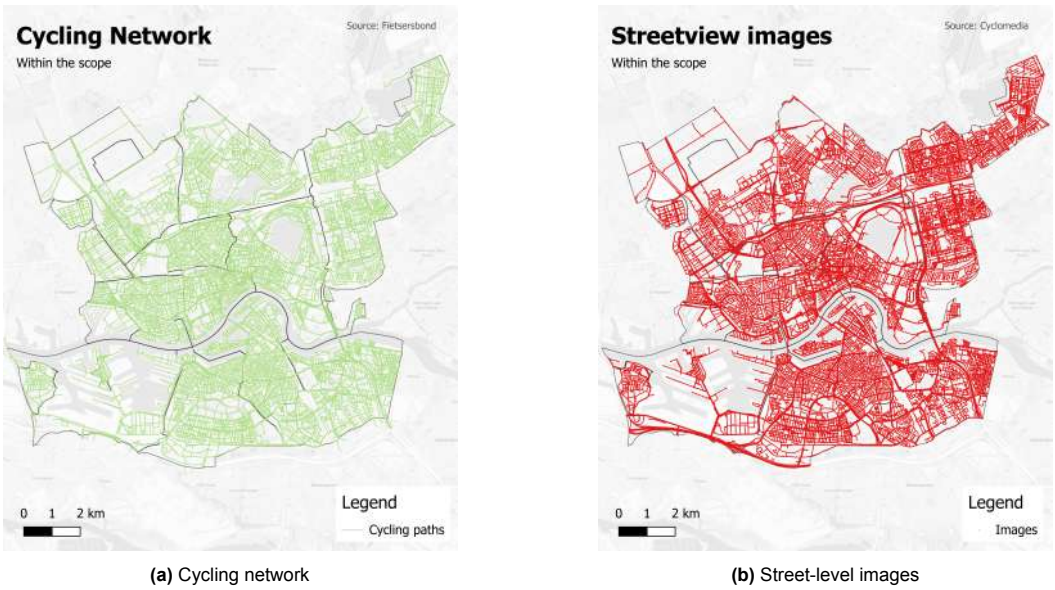 Cycling Network
Source: Fietsersbond
Within the scope
0 1 2 km
Legend
Cycling paths
(a) Cycling network
Streetview images
Source: Cyclomedia
Within the scope
0 1 2 km
Legend
Images
(b) Street-level images